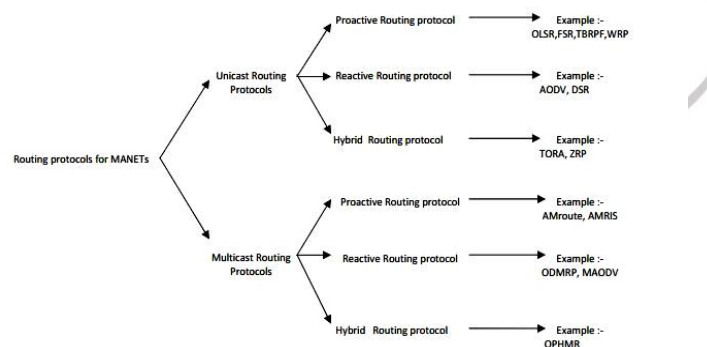 Proactive Routing protocol
Example :-
OLSR,FSR,TBRPF,WRP
Unicast Routing
Protocols
Reactive Routing protocol
Example :-
AODV, DSR
Hybrid Routing protocol
Example :-
TORA, ZRP
Routing protocols for MANETs
Proactive Routing protocol
Example :-
AMroute, AMRIS
Multicast Routing
Protocols
Reactive Routing protocol
Example :-
ODMRP, MAODV
Hybrid Routing protocol
Example :-
OPHMR